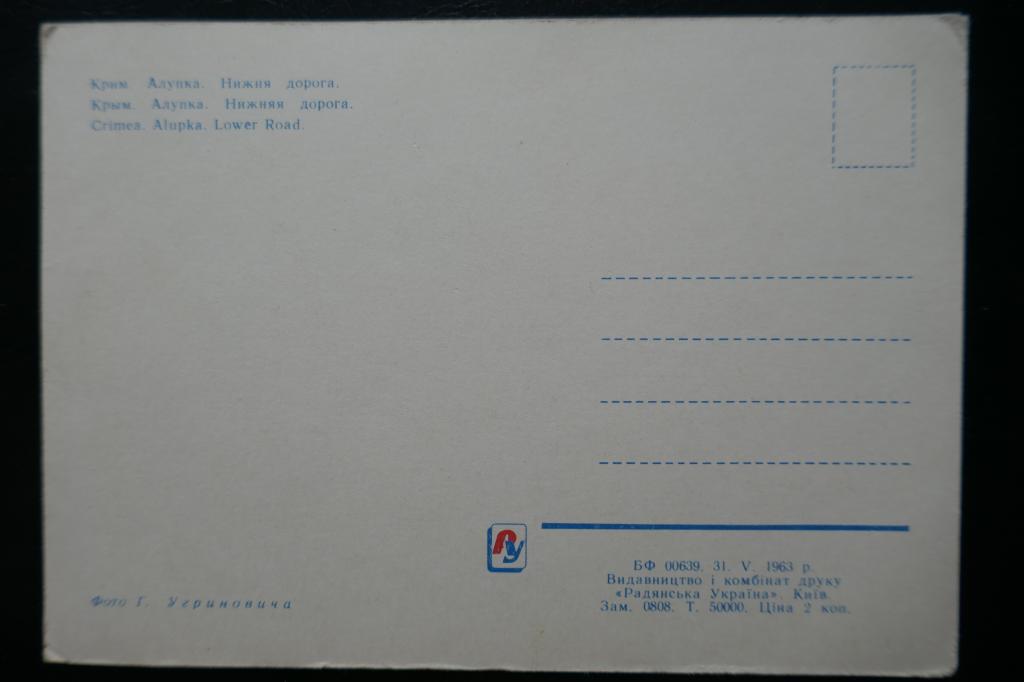 Крим. Алупка. Нижня дорога.
Крым. Алупка. Нижняя дорога.
Crimea. Alupka. Lower Road.
РУ
БФ 00639. 31. V. 1963 р.
Видавництво і комбінат друку
«Радянська Україна». Київ.
Зам. 0808. Т. 50000. Ціна 2 коп.
Фото Г. Угриновича